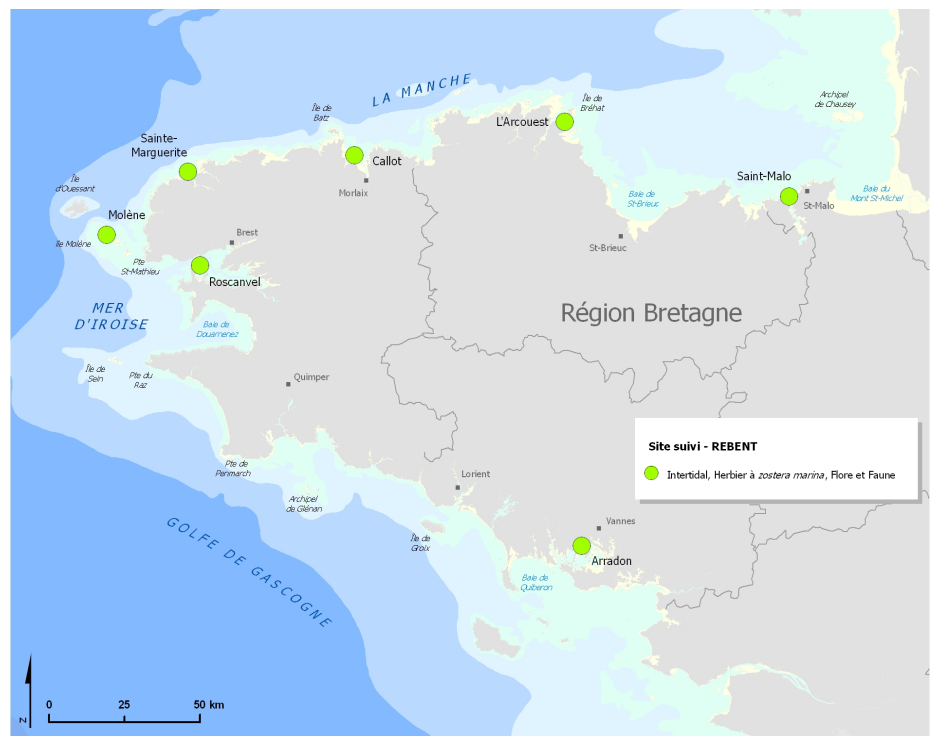 LA MANCHE
Île de
Batz
Île de
Bréhat
Archipel
de Chausey
L'Arcouest
Sainte-
Marguerite
Callot
Morlaix
Saint-Malo
St-Malo
Baie du
Mont St-Michel
Île
d'Ouessant
Baie de
St-Brieuc
Molène
Ile Molène
Brest
St-Brieuc
Pte
St-Mathieu
Roscanvel
MER
D'IROISE
Baie de
Douarnenez
Région Bretagne
Île de
Sein
Pte du
Raz
Quimper
Site suivi - REBENT
Intertidal, Herbier à zostera marina, Flore et Faune
Pte de
Penmarch
Lorient
Archipel
de Glénan
Vannes
GOLFE DE GASCOGNE
Île de
Groix
Arradon
Baie de
Quiberon
N
0 25 50 km